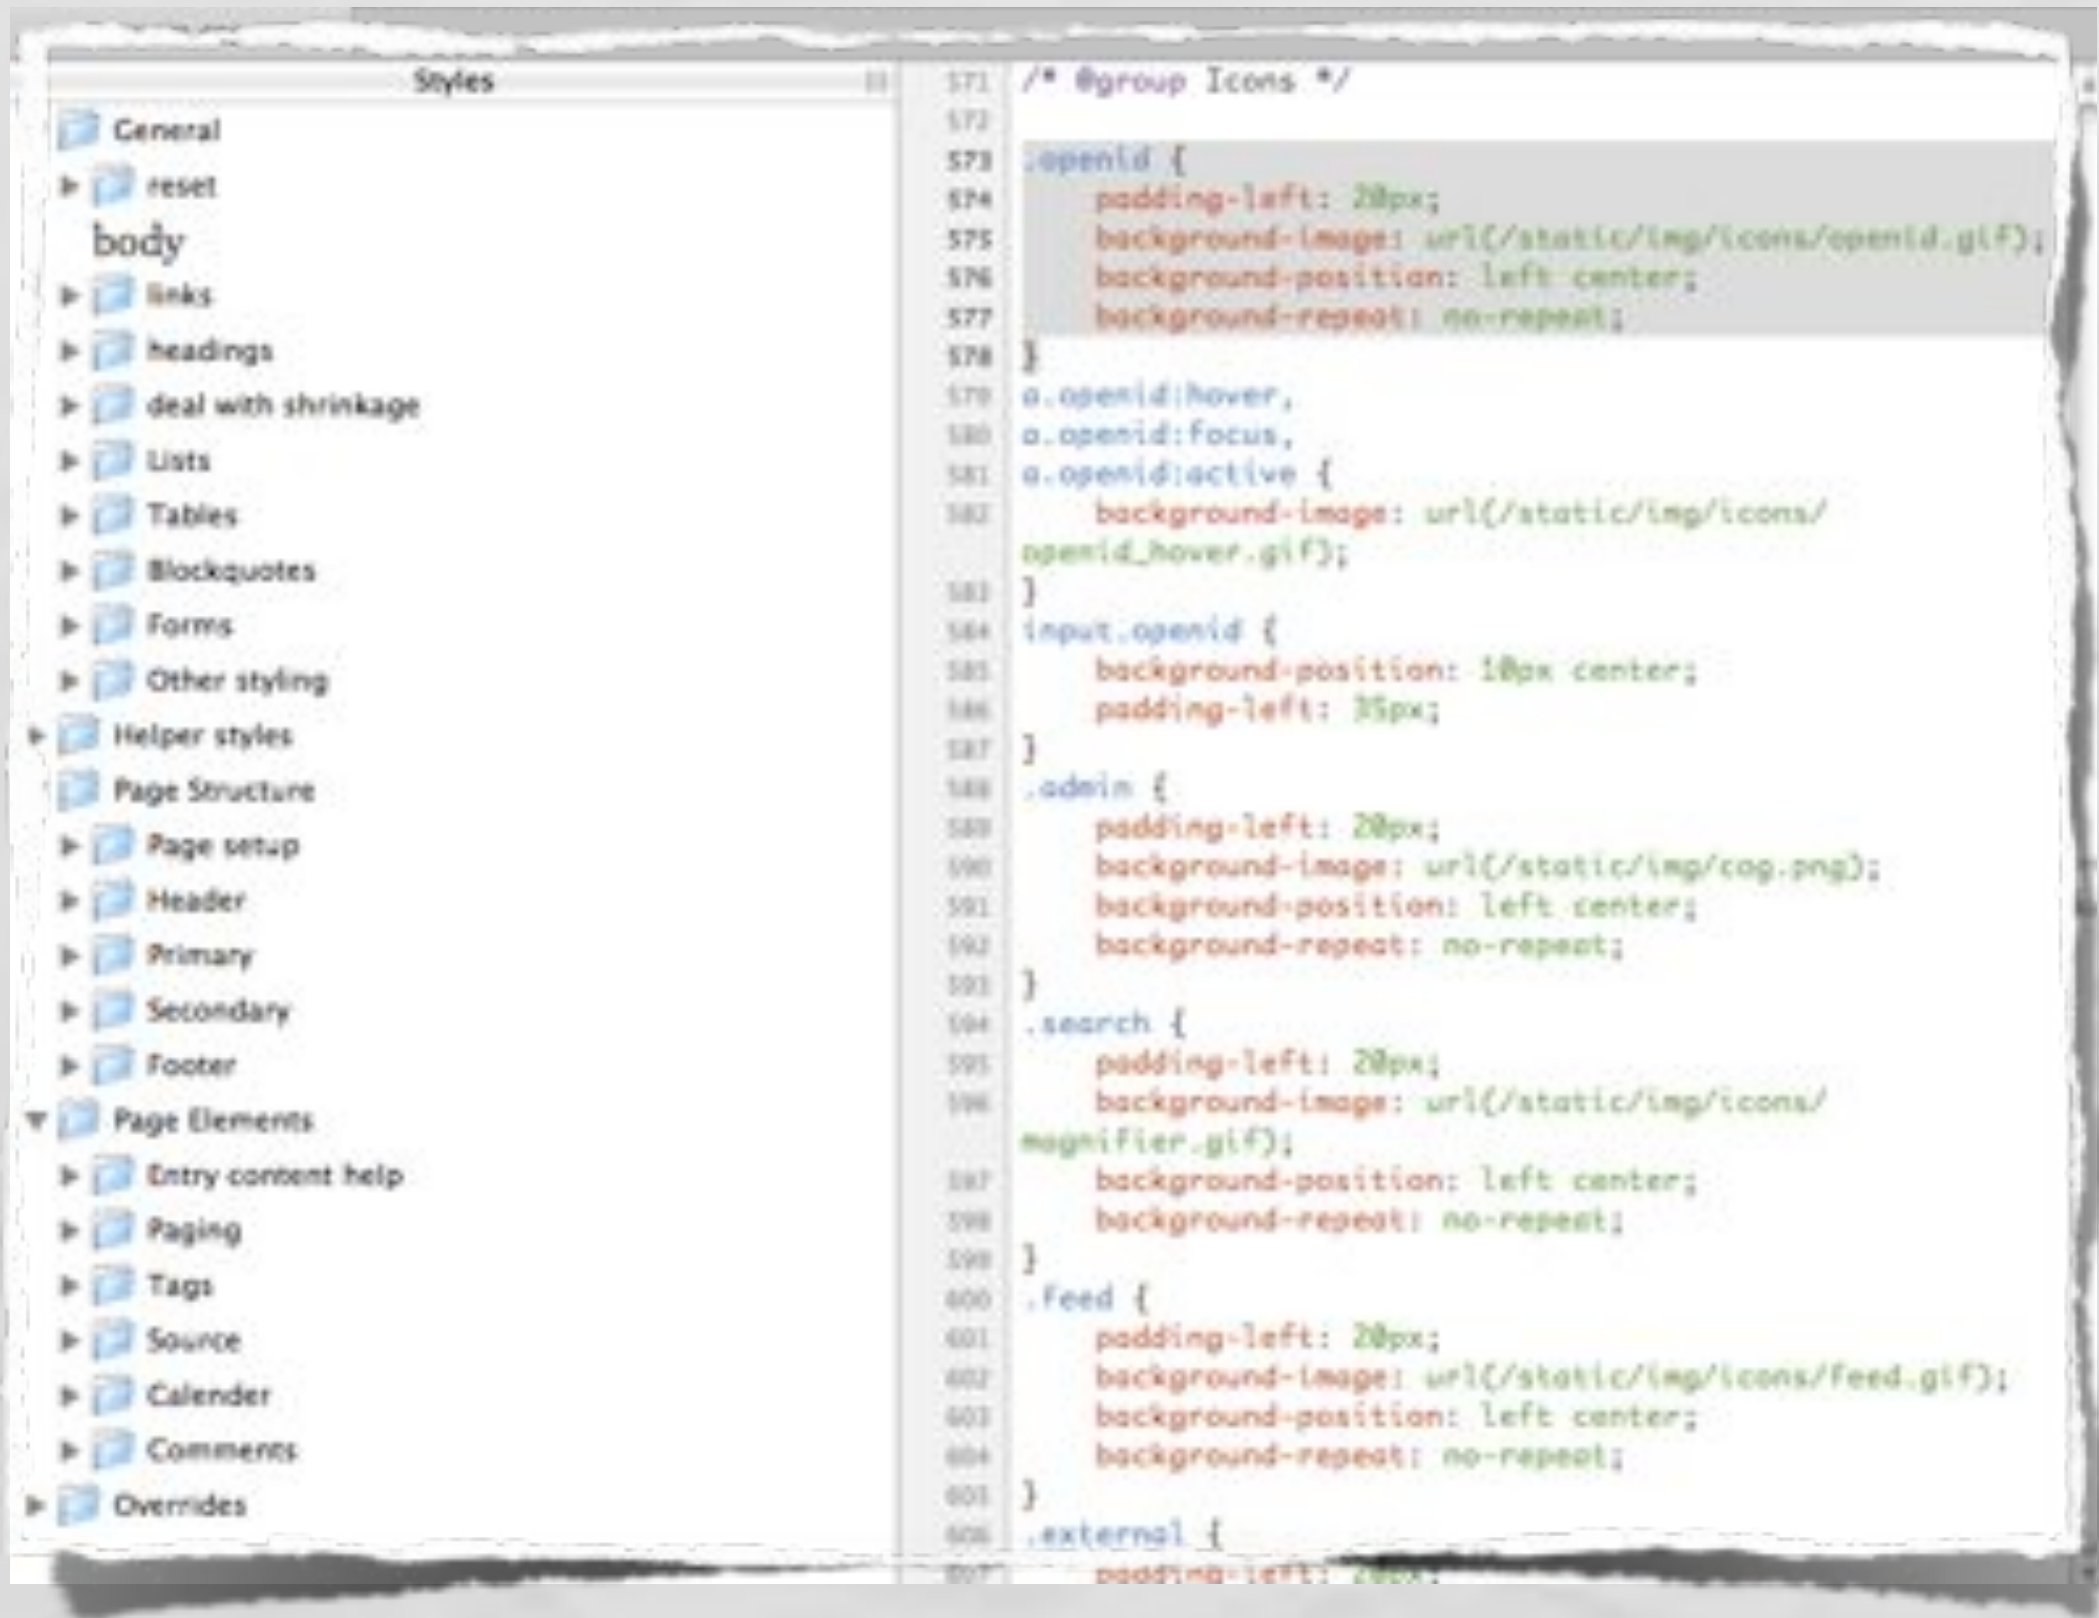 Styles
General
reset
body
links
headings
deal with shrinkage
Lists
Tables
Blockquotes
Forms
Other styling
Helper styles
Page Structure
Page setup
Header
Primary
Secondary
Footer
Page Elements
Entry content help
Paging
Tags
Source
Calender
Comments
Overrides
571 /* @group Icons */
572
573 .openid {
574 padding-left: 20px;
575 background-image: url(/static/img/icons/openid.gif);
576 background-position: left center;
577 background-repeat: no-repeat;
578 }
579 a.openid:hover,
580 a.openid:focus,
581 a.openid:active {
582 background-image: url(/static/img/icons/
openid_hover.gif);
583 }
584 input.openid {
585 background-position: 10px center;
586 padding-left: 35px;
587 }
588 .admin {
589 padding-left: 20px;
590 background-image: url(/static/img/cog.png);
591 background-position: left center;
592 background-repeat: no-repeat;
593 }
594 .search {
595 padding-left: 20px;
596 background-image: url(/static/img/icons/
magnifier.gif);
597 background-position: left center;
598 background-repeat: no-repeat;
599 }
600 .feed {
601 padding-left: 20px;
602 background-image: url(/static/img/icons/feed.gif);
603 background-position: left center;
604 background-repeat: no-repeat;
605 }
606 .external {
607 padding-left: 20px;